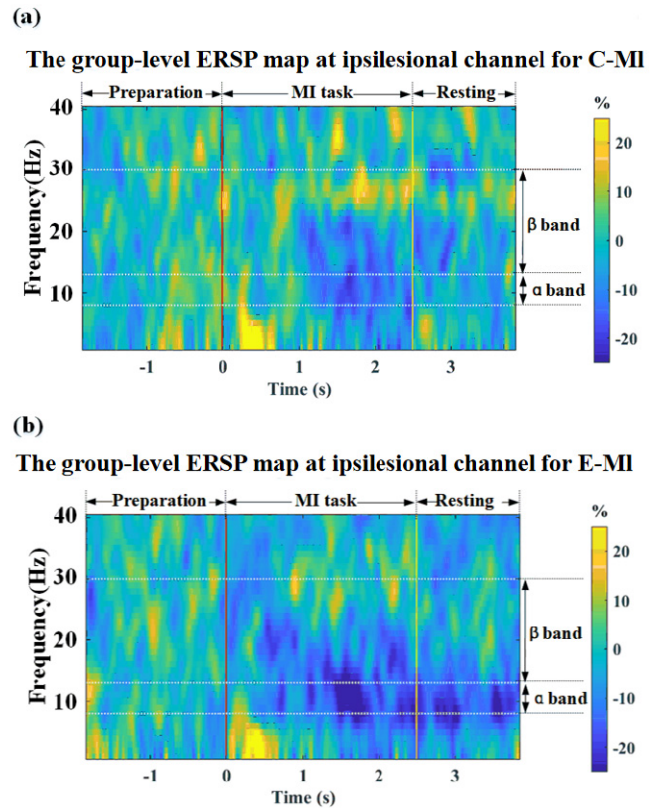 (a)
The group-level ERSP map at ipsilesional channel for C-MI
Preparation MI task Resting
%
40
30
20
10
Frequency(Hz)
-1 0 1 2 3
Time (s)
β band
α band
20
10
0
-10
-20
(b)
The group-level ERSP map at ipsilesional channel for E-MI
Preparation MI task Resting
%
40
30
20
10
Frequency(Hz)
-1 0 1 2 3
Time (s)
β band
α band
20
10
0
-10
-20